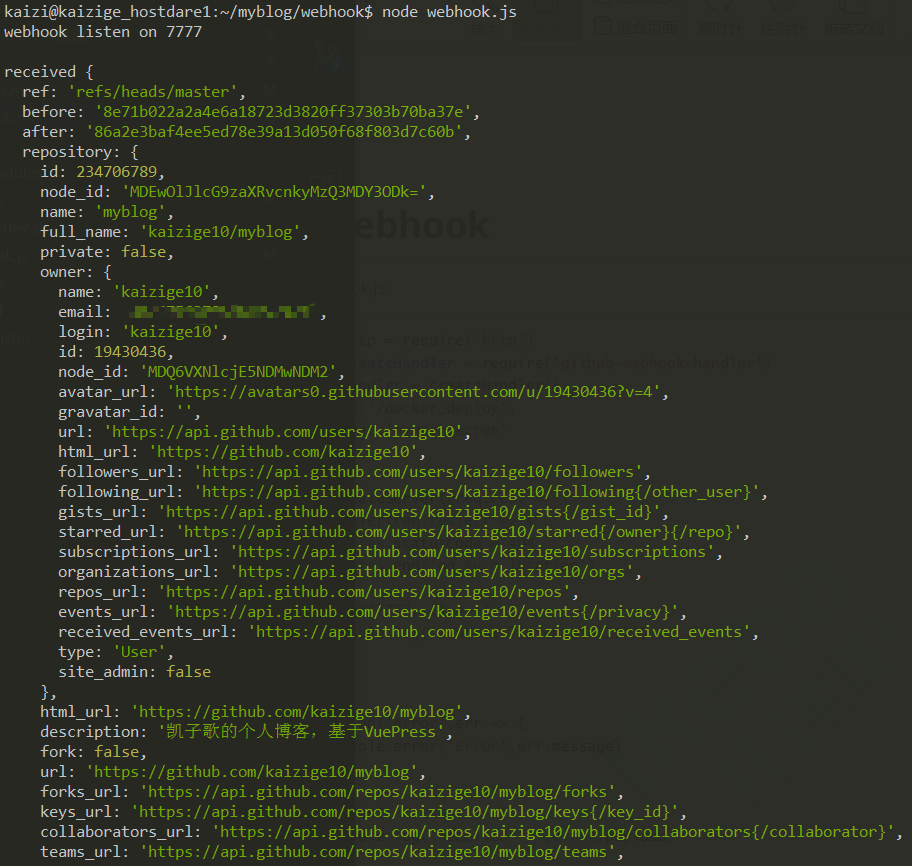 kaizi@kaizige_hostdare1:~/myblog/webhook$ node webhook.js
webhook listen on 7777
received {
ref: 'refs/heads/master',
before: '8e71b022a2a4e6a18723d3820ff37303b70ba37e',
after: '86a2e3baf4ee5ed78e39a13d050f68f803d7c60b',
repository: {
id: 234706789,
node_id: 'MDEwOlJlcG9zaXRvcnkyMzQ3MDY3ODk=',
name: 'myblog',
full_name: 'kaizige10/myblog',
private: false,
owner: {
name: 'kaizige10',
email: ,
login: 'kaizige10',
id: 19430436,
node_id: 'MDQ6VXNlcjE5NDMwNDM2',
avatar_url: 'https://avatars0.githubusercontent.com/u/19430436?v=4',
gravatar_id: '',
url: 'https://api.github.com/users/kaizige10',
html_url: 'https://github.com/kaizige10',
followers_url: 'https://api.github.com/users/kaizige10/followers',
following_url: 'https://api.github.com/users/kaizige10/following{/other_user}',
gists_url: 'https://api.github.com/users/kaizige10/gists{/gist_id}',
starred_url: 'https://api.github.com/users/kaizige10/starred{/owner}{/repo}',
subscriptions_url: 'https://api.github.com/users/kaizige10/subscriptions',
organizations_url: 'https://api.github.com/users/kaizige10/orgs',
repos_url: 'https://api.github.com/users/kaizige10/repos',
events_url: 'https://api.github.com/users/kaizige10/events{/privacy}',
received_events_url: 'https://api.github.com/users/kaizige10/received_events',
type: 'User',
site_admin: false
},
html_url: 'https://github.com/kaizige10/myblog',
description: '凯子歌的个人博客，基于VuePress',
fork: false,
url: 'https://github.com/kaizige10/myblog',
forks_url: 'https://api.github.com/repos/kaizige10/myblog/forks',
keys_url: 'https://api.github.com/repos/kaizige10/myblog/keys{/key_id}',
collaborators_url: 'https://api.github.com/repos/kaizige10/myblog/collaborators{/collaborator}',
teams_url: 'https://api.github.com/repos/kaizige10/myblog/teams',